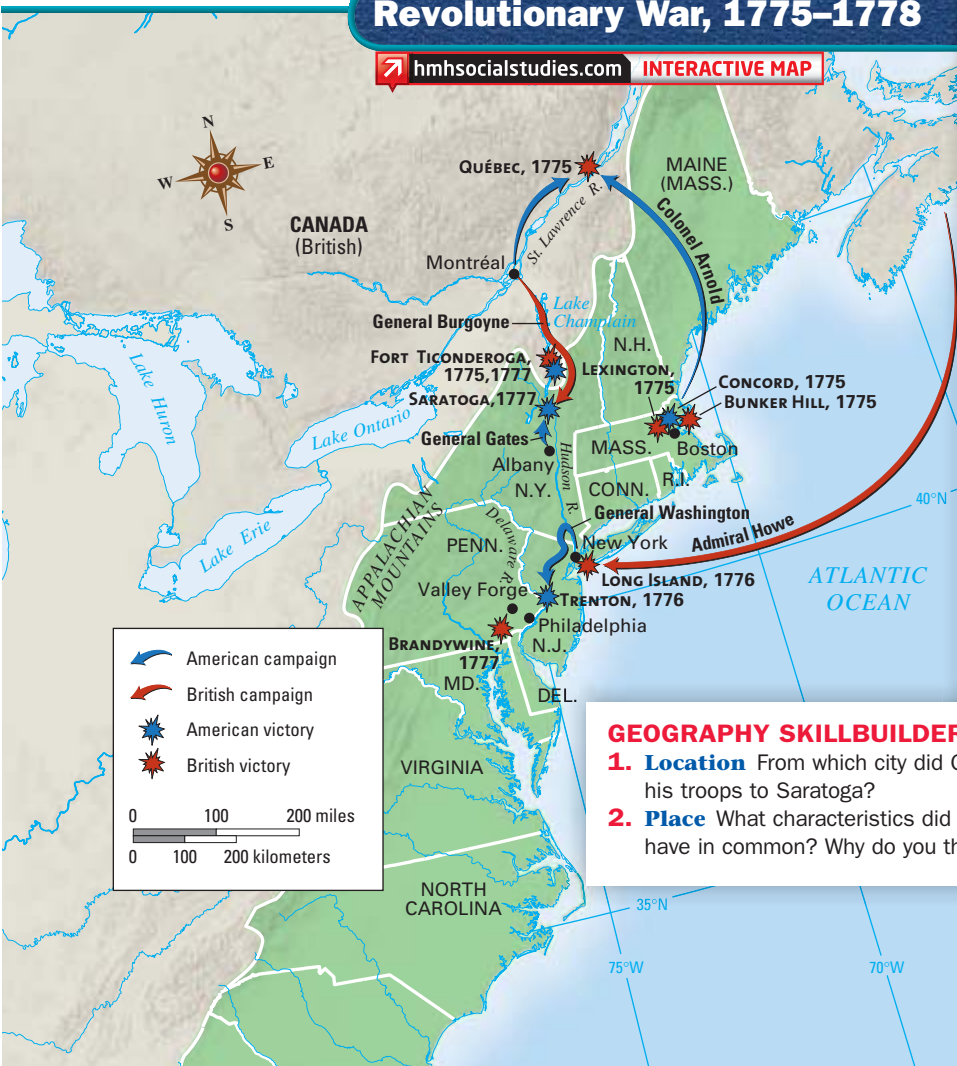 Revolutionary War, 1775–1778
hmhsocialstudies.com INTERACTIVE MAP
N
E
W
S
QUÉBEC, 1775
MAINE
(MASS.)
CANADA
(British)
St. Lawrence R.
Colonel Arnold
Montréal
Lake
Champlain
General Burgoyne
N.H.
FORT TICONDEROGA,
1775,1777
LEXINGTON,
1775
CONCORD, 1775
BUNKER HILL, 1775
SARATOGA,1777
Lake Huron
Lake Ontario
General Gates
MASS.
Boston
Albany
Hudson R.
R.I.
N.Y.
CONN.
40°N
General Washington
APPALACHIAN
MOUNTAINS
Delaware R.
Lake Erie
PENN.
New York
Admiral Howe
LONG ISLAND, 1776
ATLANTIC
OCEAN
Valley Forge
TRENTON, 1776
Philadelphia
BRANDYWINE,
1777
N.J.
MD.
DEL.
American campaign
British campaign
American victory
British victory
0 100 200 miles
0 100 200 kilometers
VIRGINIA
GEOGRAPHY SKILLBUILDER
1. Location From which city did
his troops to Saratoga?
2. Place What characteristics did
have in common? Why do you
NORTH
CAROLINA
35°N
75°W
70°W